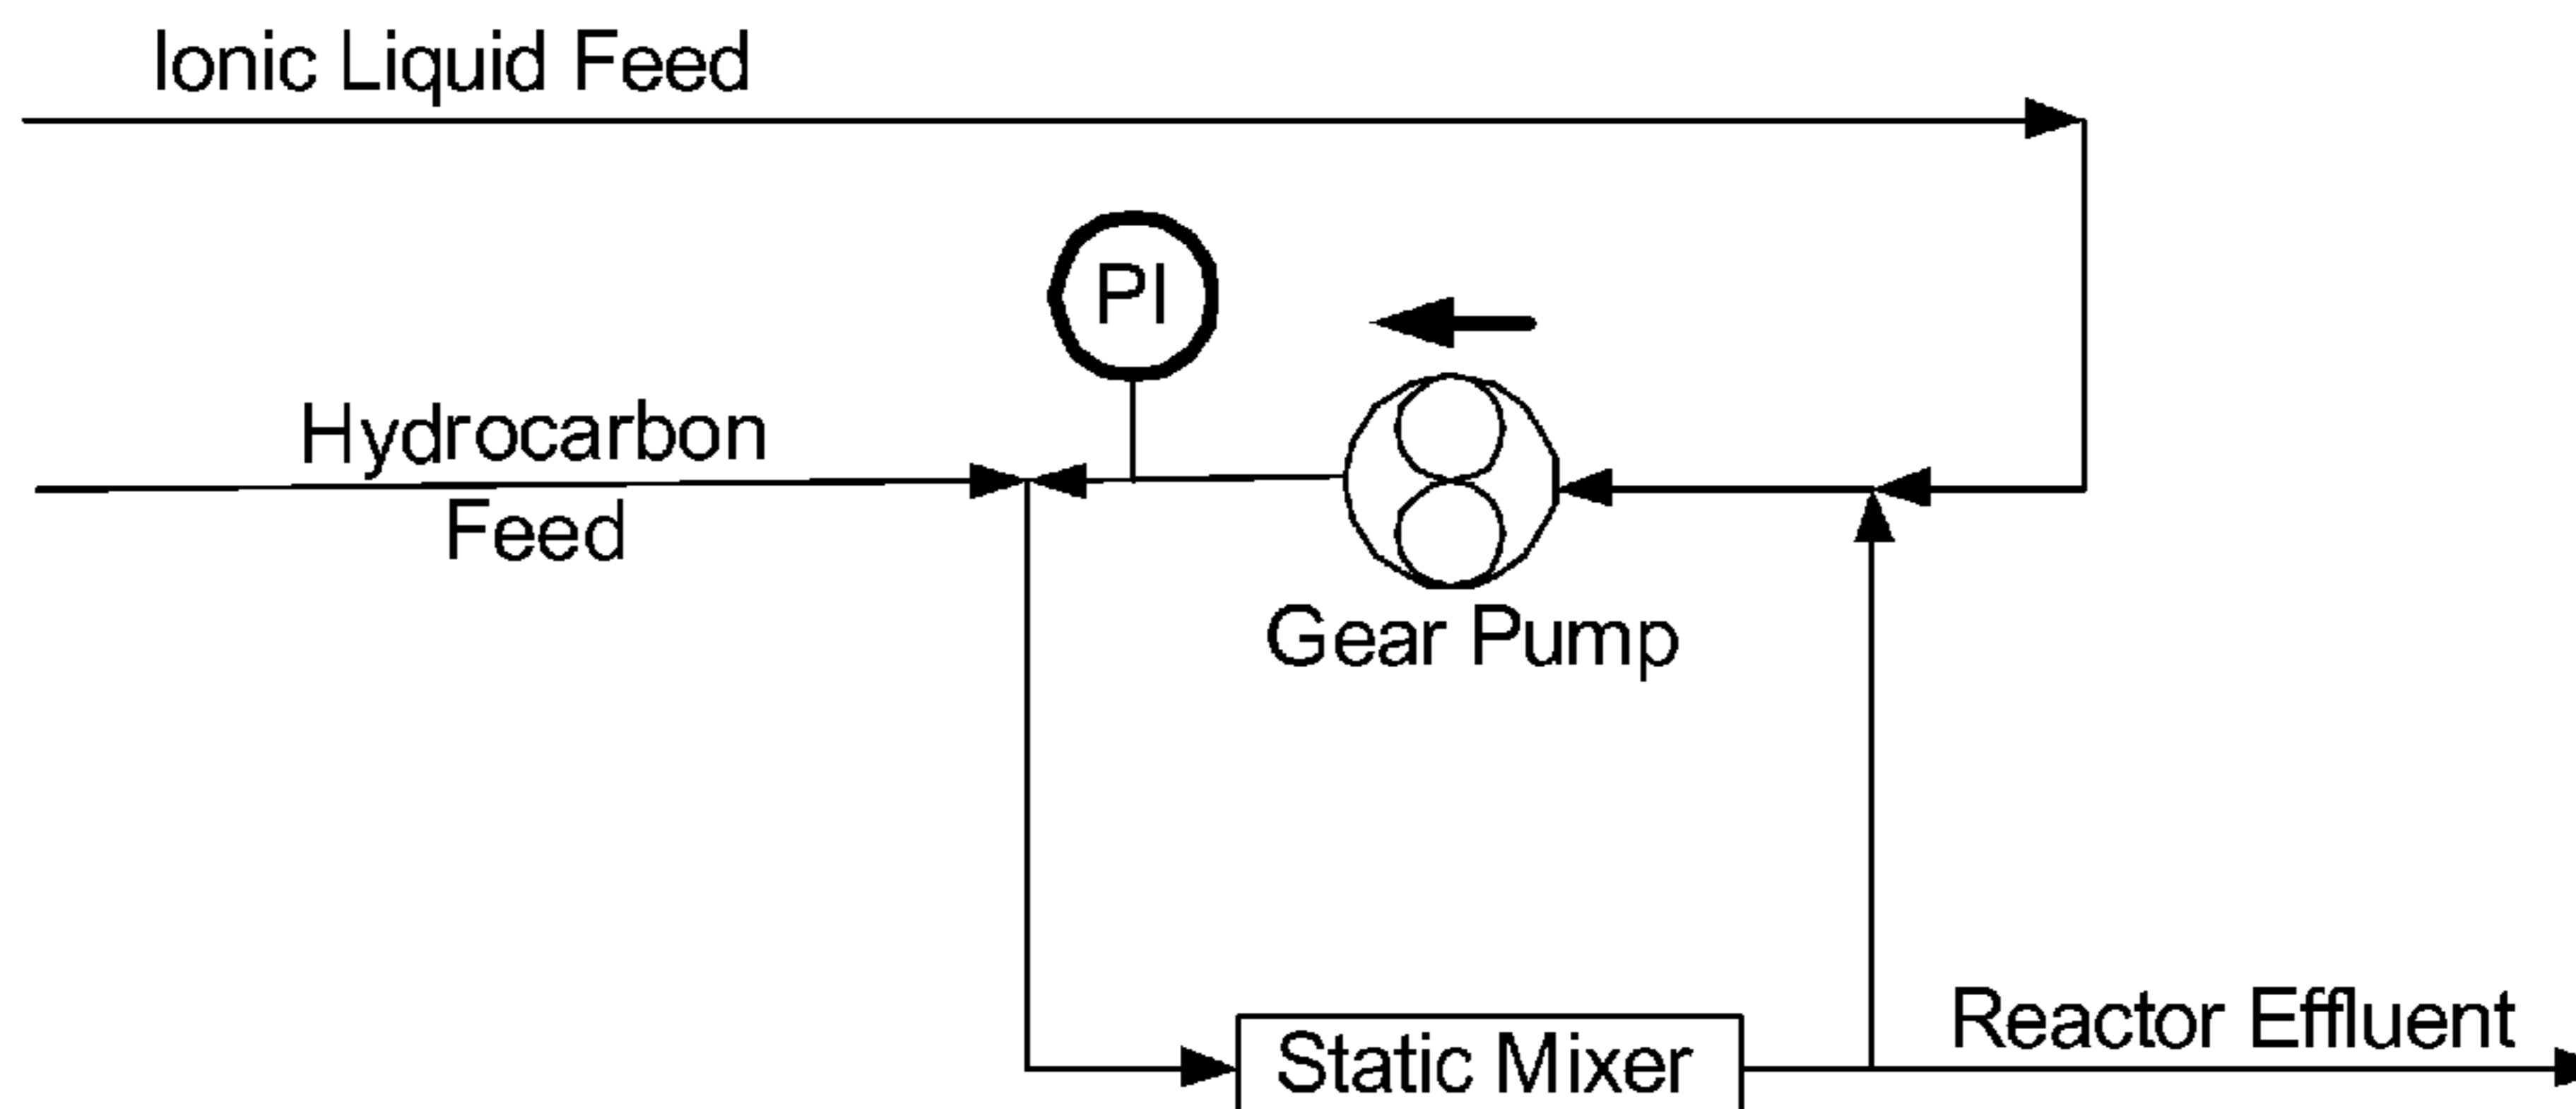 Ionic Liquid Feed
PI
Hydrocarbon
Feed
Gear Pump
Reactor Effluent
Static Mixer